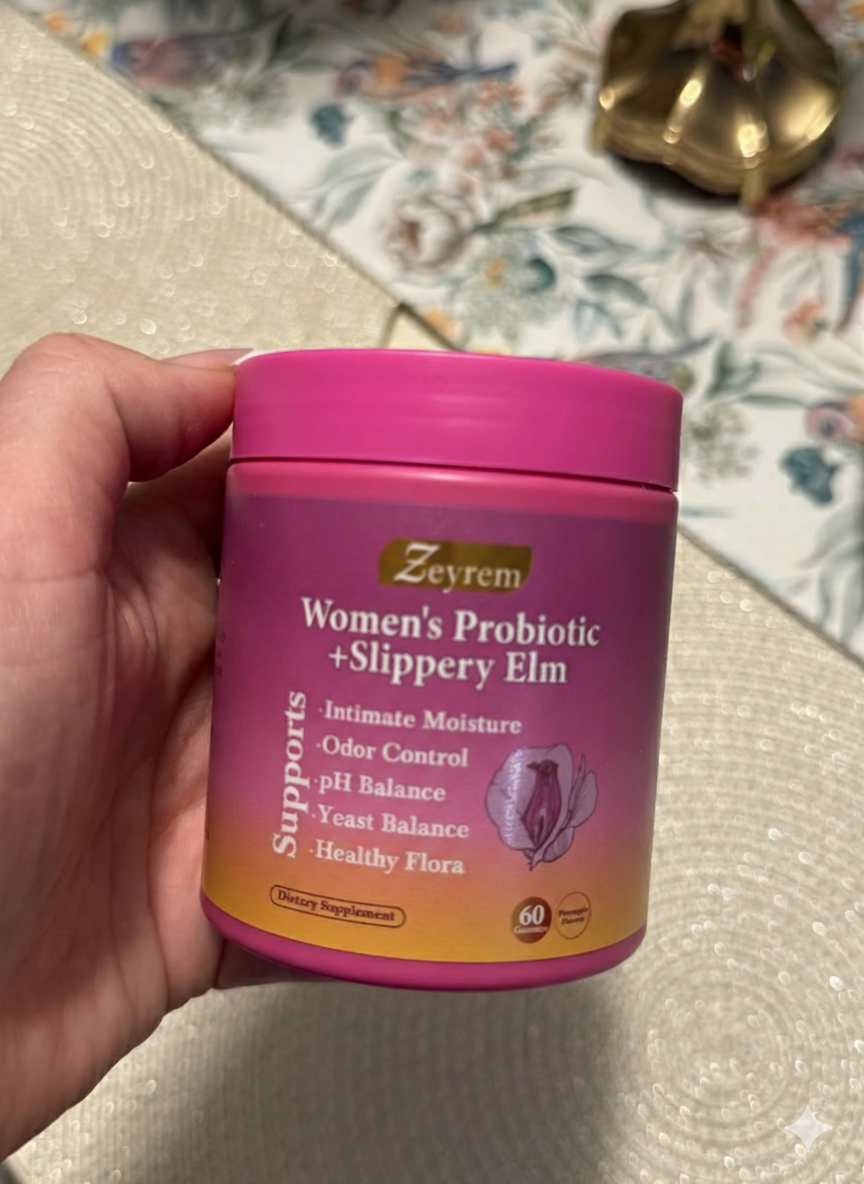 Zeyrem
Women's Probiotic
+Slippery Elm
Supports
·Intimate Moisture
·Odor Control
·pH Balance
·Yeast Balance
·Healthy Flora
Dietary Supplement
60
Gummies